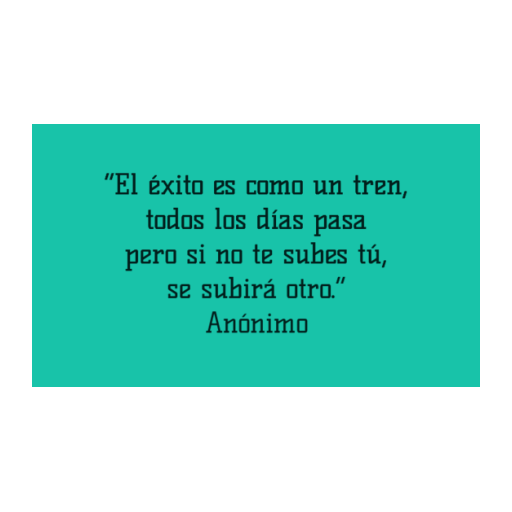 “El éxito es como un tren,
todos los días pasa
pero si no te subes tú,
se subirá otro.”
Anónimo